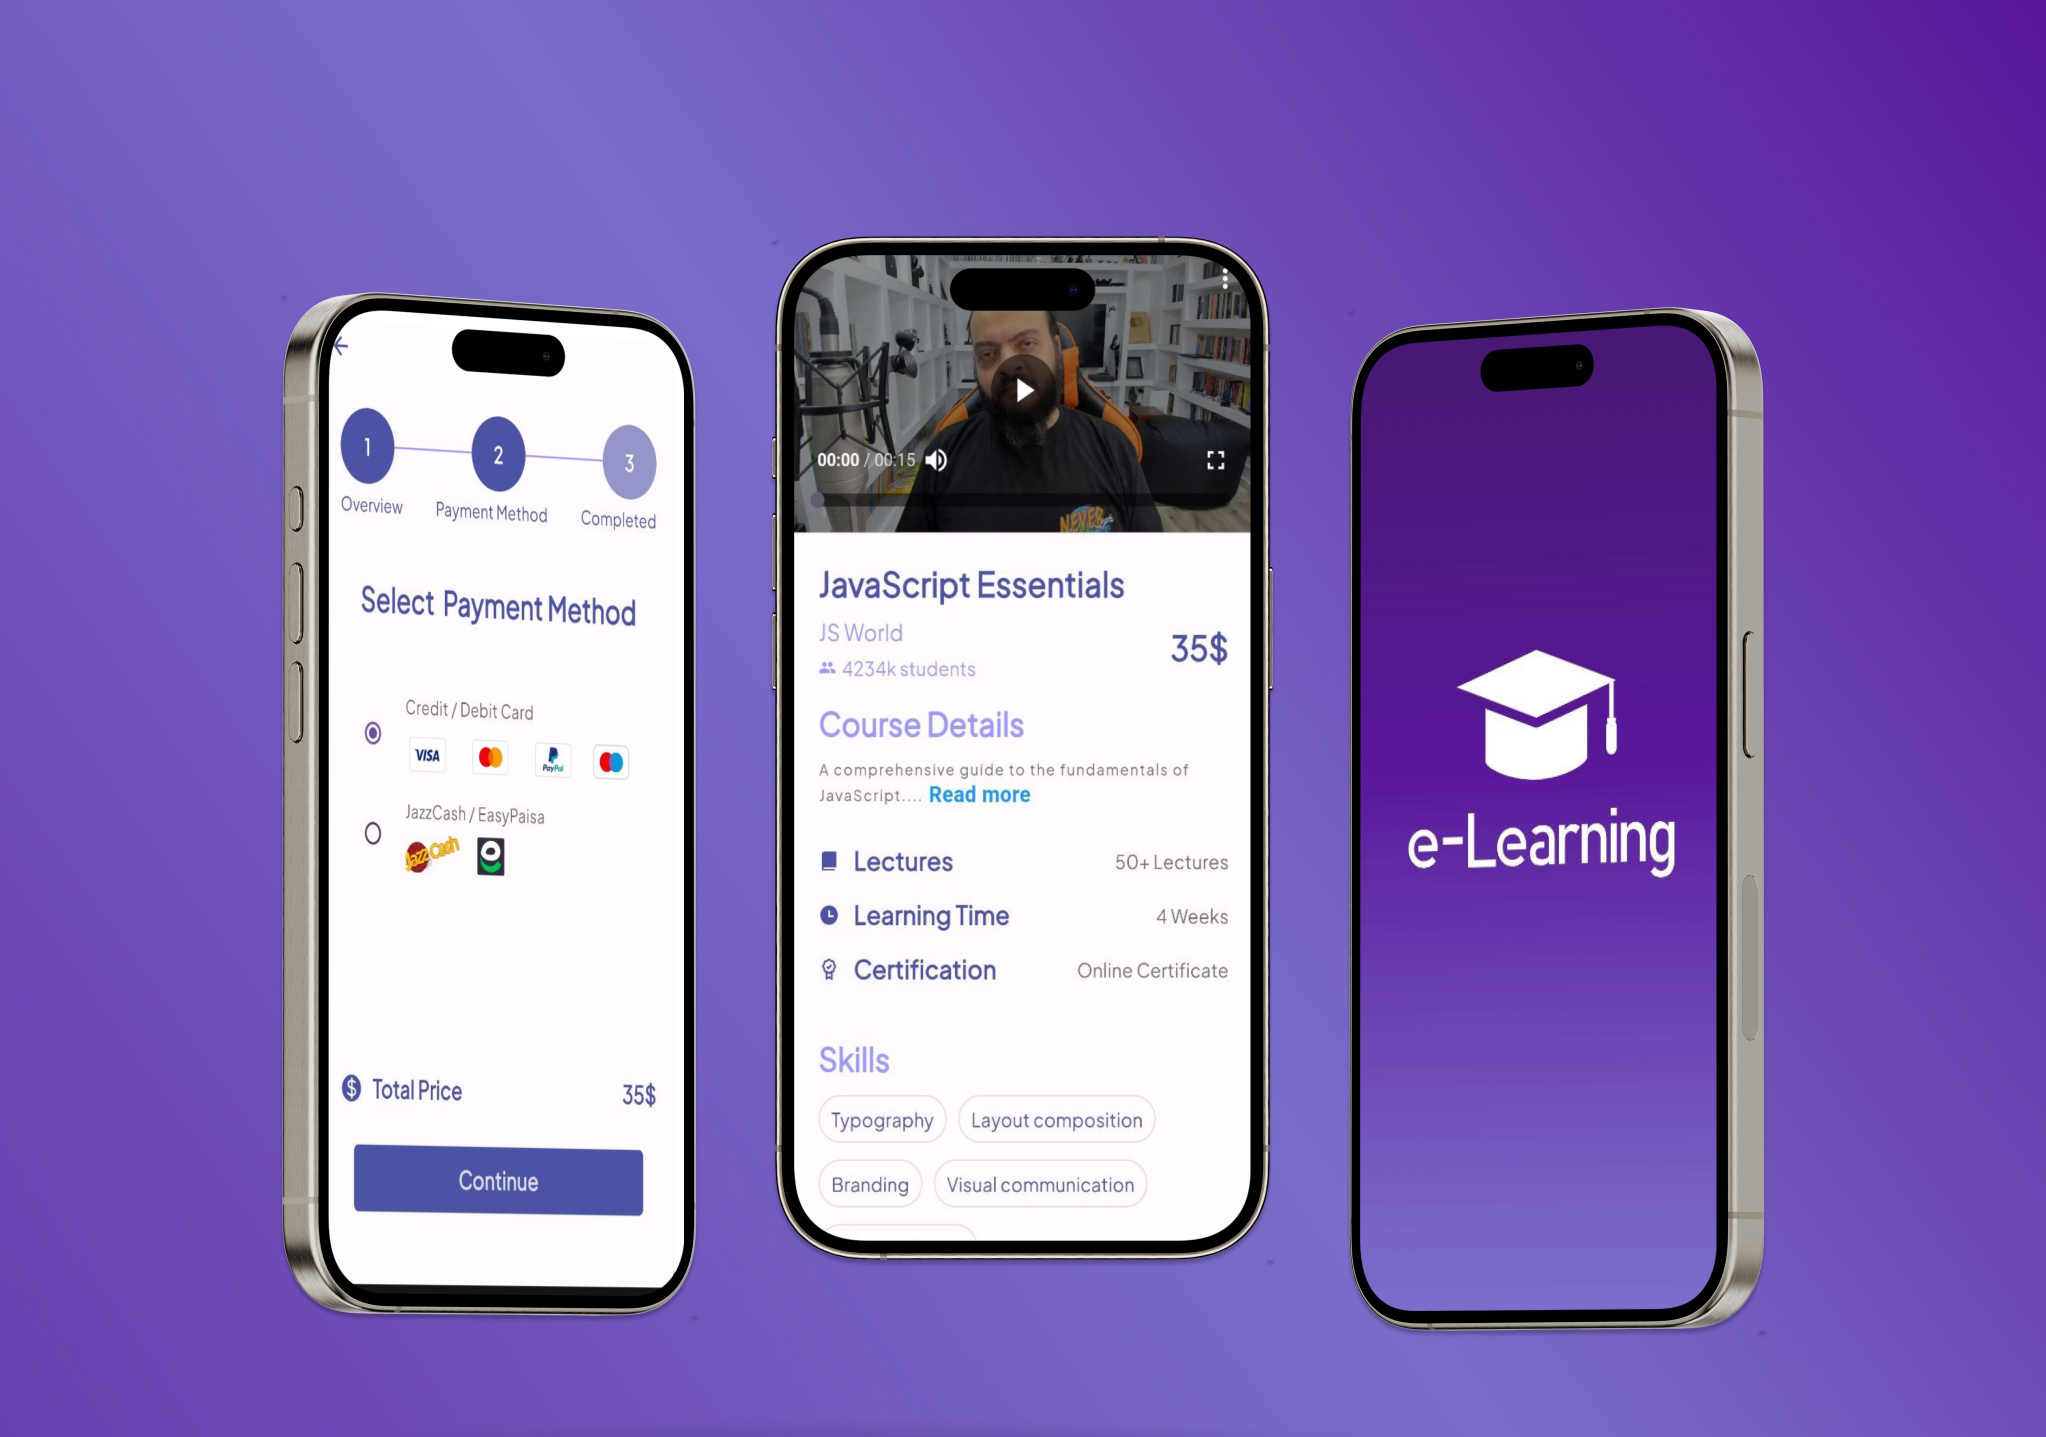 1
2
3
Overview
Payment Method
Completed
Select Payment Method
Credit / Debit Card
VISA
PayPal
JazzCash / EasyPaisa
Jazz Cash
Total Price
35$
Continue
00:00 / 00:15
NEVER
JavaScript Essentials
JS World
35$
4234k students
Course Details
A comprehensive guide to the fundamentals of
JavaScript.... Read more
Lectures
50+ Lectures
Learning Time
4 Weeks
Certification
Online Certificate
Skills
Typography
Layout composition
Branding
Visual communication
e-Learning